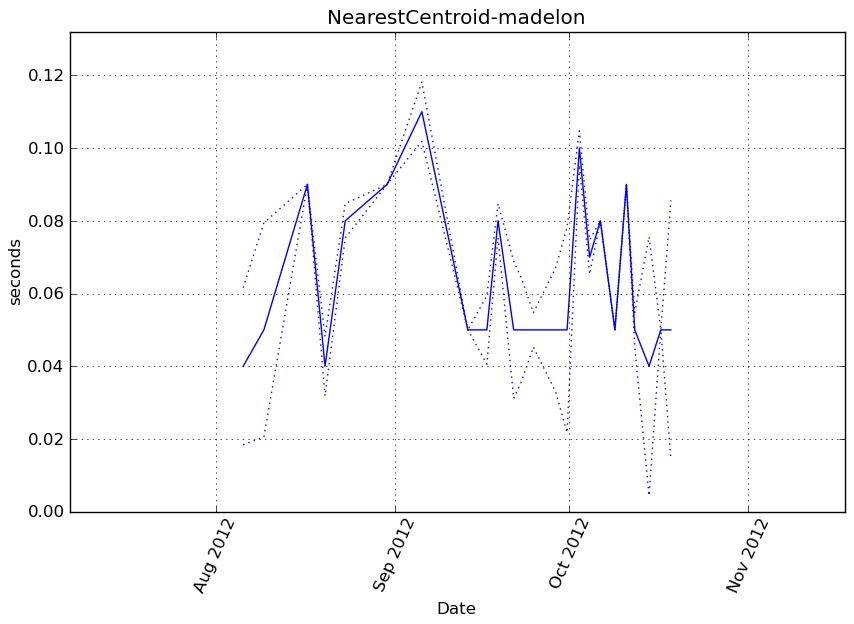 NearestCentroid-madelon
0.12
0.10
0.08
0.06
0.04
0.02
0.00
seconds
Aug 2012
Sep 2012
Oct 2012
Nov 2012
Date